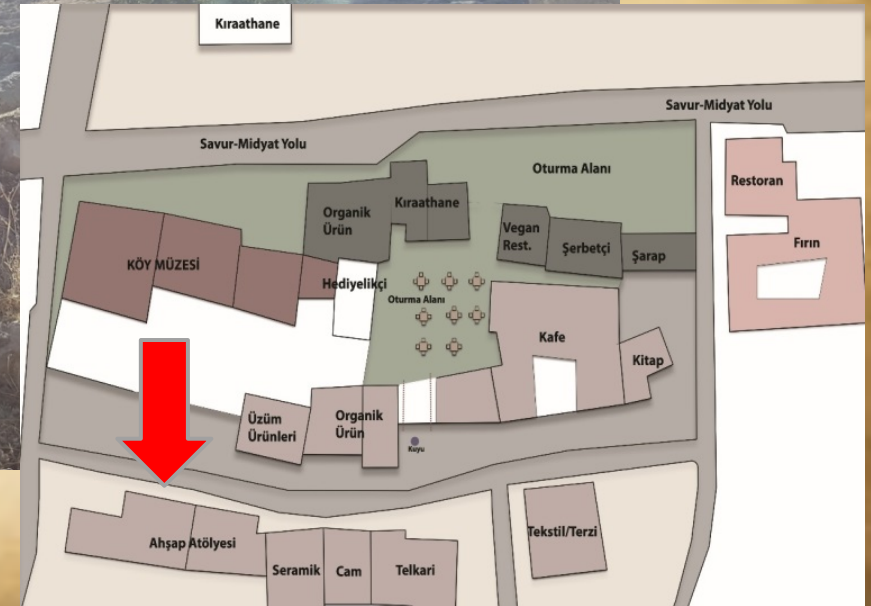 Kıraathane
Savur-Midyat Yolu
Savur-Midyat Yolu
Oturma Alanı
Restoran
Kıraathane
Organik
Ürün
Vegan
Rest.
Şerbetçi
Şarap
Fırın
KÖY MÜZESİ
Hediyelikçi
Oturma Alanı
Kafe
Kitap
Üzüm
Ürünleri
Organik
Ürün
Kuyu
Ahşap Atölyesi
Tekstil/Terzi
Seramik
Cam
Telkari